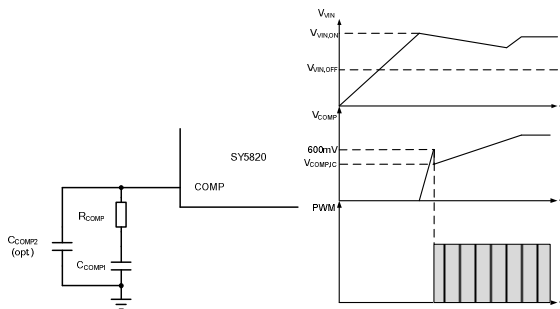 SY5820
COMP
RCOMP
CCOMP2
(opt)
CCOMP1
VVIN
VVIN,ON
VVIN,OFF
t
VCOMP
600mV
VCOMP,IC
t
PWM
t